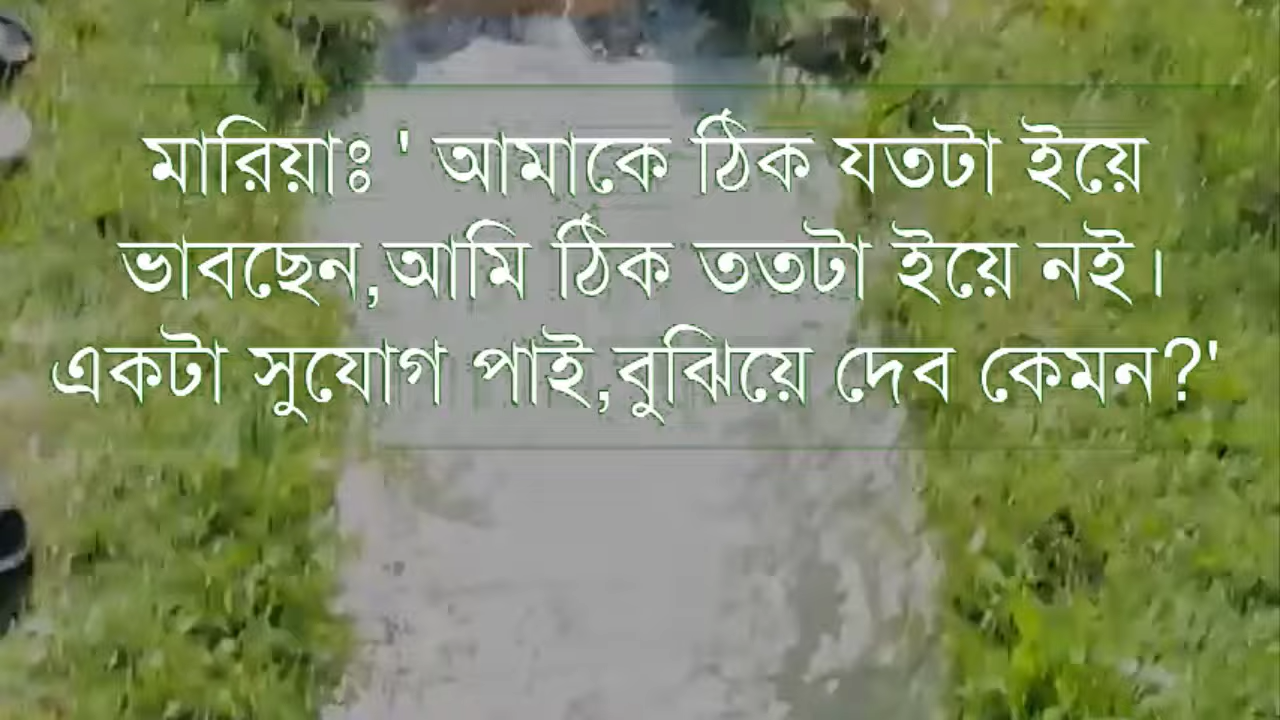 মারিয়াঃ ' আমাকে ঠিক যতটা ইয়ে
ভাবছেন,আমি ঠিক ততটা ইয়ে নই।
একটা সুযোগ পাই,বুঝিয়ে দেব কেমন?'